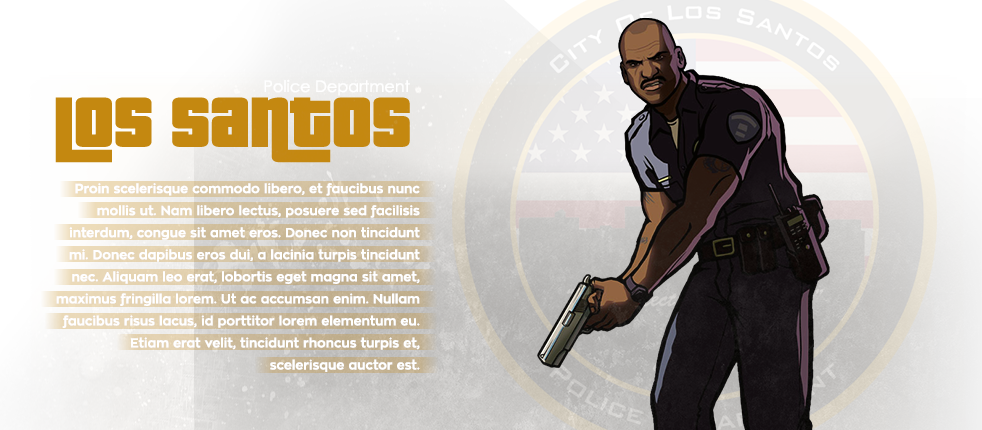 Police Department
Los Santos
Proin scelerisque commodo libero, et faucibus nunc
mollis ut. Nam libero lectus, posuere sed facilisis
interdum, congue sit amet eros. Donec non tincidunt
mi. Donec dapibus eros dui, a lacinia turpis tincidunt
nec. Aliquam leo erat, lobortis eget magna sit amet,
maximus fringilla lorem. Ut ac accumsan enim. Nullam
faucibus risus lacus, id porttitor lorem elementum eu.
Etiam erat velit, tincidunt rhoncus turpis et,
scelerisque auctor est.
City Of Los Santos
Police